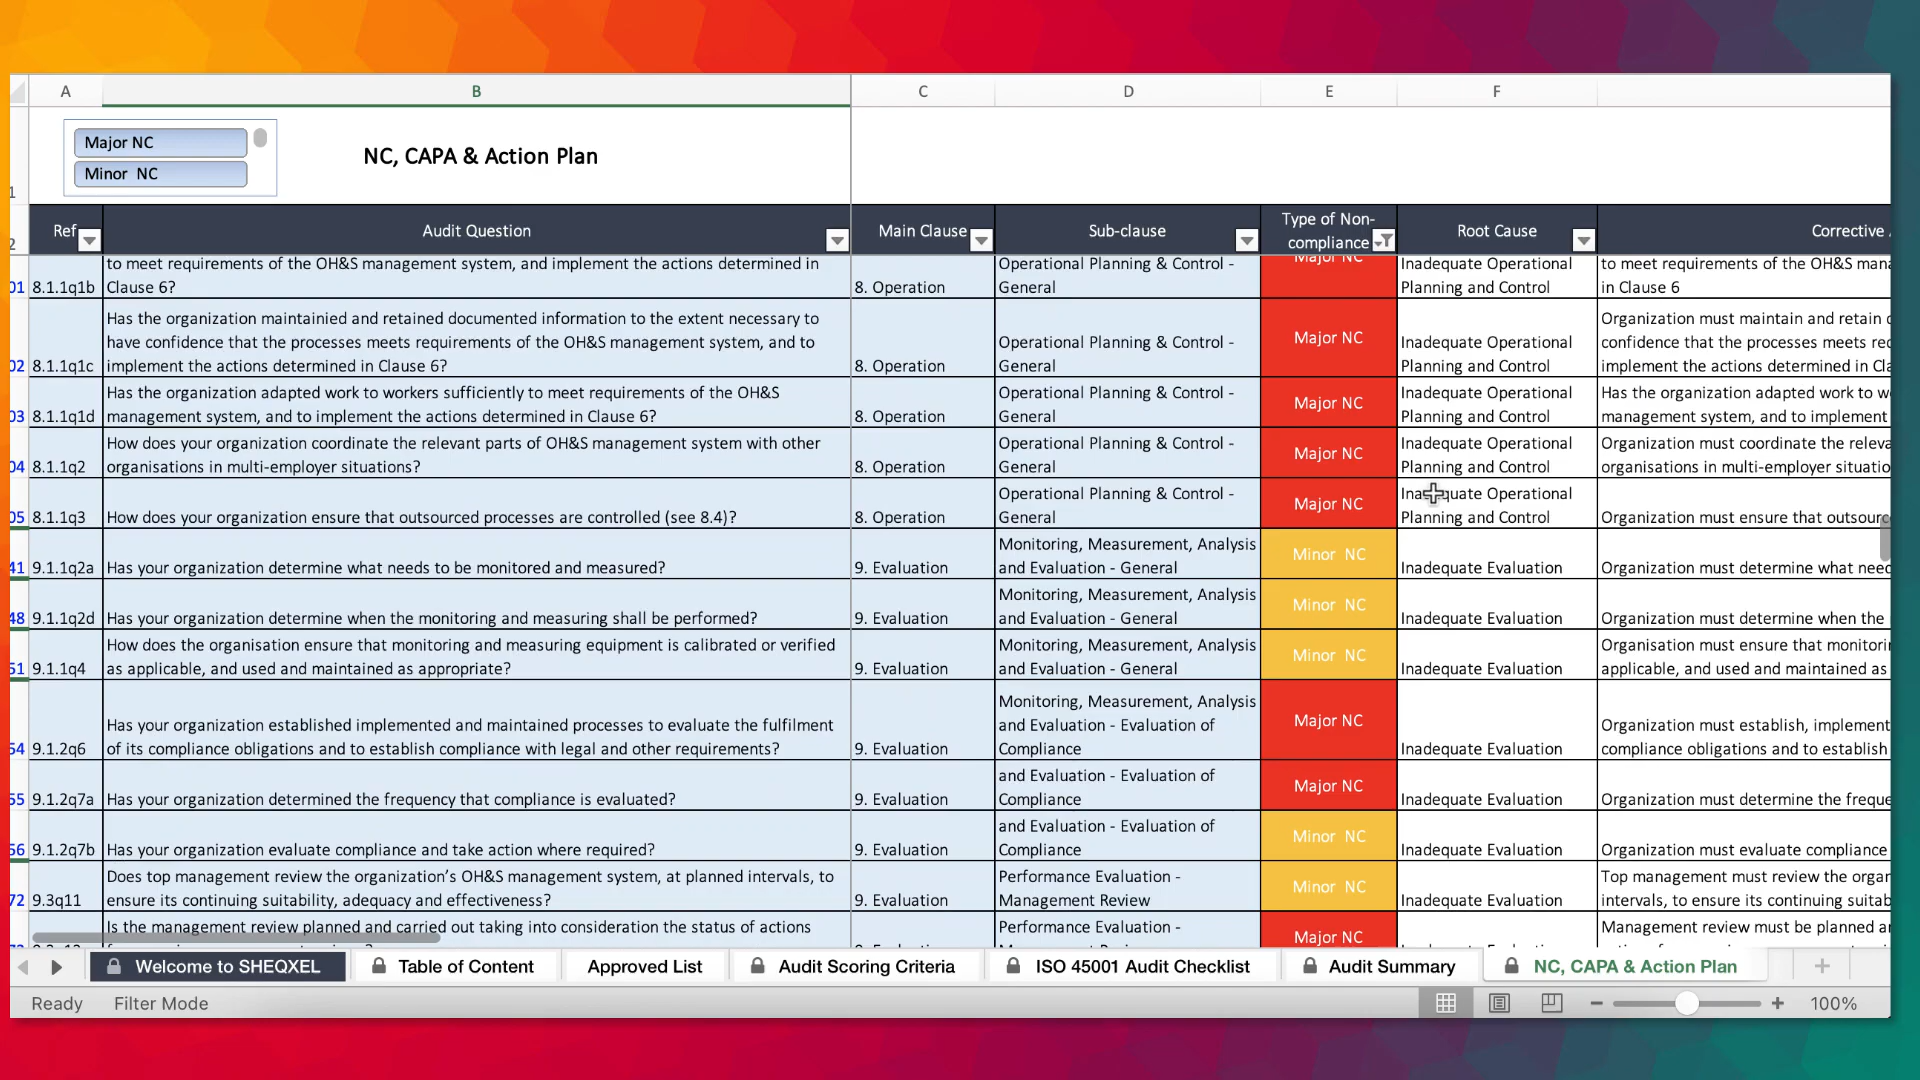 A B C D E F
Major NC
Minor  NC
NC, CAPA & Action Plan
1
2
Ref
Audit Question
Main Clause
Sub-clause
Type of Non-
compliance
Root Cause
Corrective
to meet requirements of the OH&S management system, and implement the actions determined in
Clause 6?
01 8.1.1q1b
8. Operation
Operational Planning & Control -
General
Major NC
Inadequate Operational
Planning and Control
to meet requirements of the OH&S mana
in Clause 6
Has the organization maintainied and retained documented information to the extent necessary to
have confidence that the processes meets requirements of the OH&S management system, and to
implement the actions determined in Clause 6?
02 8.1.1q1c
8. Operation
Operational Planning & Control -
General
Major NC
Inadequate Operational
Planning and Control
Organization must maintain and retain
confidence that the processes meets rec
implement the actions determined in Cla
Has the organization adapted work to workers sufficiently to meet requirements of the OH&S
management system, and to implement the actions determined in Clause 6?
03 8.1.1q1d
8. Operation
Operational Planning & Control -
General
Major NC
Inadequate Operational
Planning and Control
Has the organization adapted work to w
management system, and to implement
How does your organization coordinate the relevant parts of OH&S management system with other
organisations in multi-employer situations?
04 8.1.1q2
8. Operation
Operational Planning & Control -
General
Major NC
Inadequate Operational
Planning and Control
Organization must coordinate the releva
organisations in multi-employer situatio
05 8.1.1q3
How does your organization ensure that outsourced processes are controlled (see 8.4)?
8. Operation
Operational Planning & Control -
General
Major NC
Inadequate Operational
Planning and Control
Organization must ensure that outsourc
41 9.1.1q2a
Has your organization determine what needs to be monitored and measured?
9. Evaluation
Monitoring, Measurement, Analysis
and Evaluation - General
Minor  NC
Inadequate Evaluation
Organization must determine what need
48 9.1.1q2d
Has your organization determine when the monitoring and measuring shall be performed?
9. Evaluation
Monitoring, Measurement, Analysis
and Evaluation - General
Minor  NC
Inadequate Evaluation
Organization must determine when the
How does the organisation ensure that monitoring and measuring equipment is calibrated or verified
as applicable, and used and maintained as appropriate?
51 9.1.1q4
9. Evaluation
Monitoring, Measurement, Analysis
and Evaluation - General
Minor  NC
Inadequate Evaluation
Organization must ensure that monitorin
applicable, and used and maintained as
Has your organization established implemented and maintained processes to evaluate the fulfilment
of its compliance obligations and to establish compliance with legal and other requirements?
54 9.1.2q6
9. Evaluation
Monitoring, Measurement, Analysis
and Evaluation - Evaluation of
Compliance
Major NC
Inadequate Evaluation
Organization must establish, implement
compliance obligations and to establish
55 9.1.2q7a
Has your organization determined the frequency that compliance is evaluated?
9. Evaluation
and Evaluation - Evaluation of
Compliance
Major NC
Inadequate Evaluation
Organization must determine the freque
56 9.1.2q7b
Has your organization evaluate compliance and take action where required?
9. Evaluation
and Evaluation - Evaluation of
Compliance
Minor  NC
Inadequate Evaluation
Organization must evaluate compliance
Does top management review the organization’s OH&S management system, at planned intervals, to
ensure its continuing suitability, adequacy and effectiveness?
72 9.3q11
9. Evaluation
Performance Evaluation -
Management Review
Minor  NC
Inadequate Evaluation
Top management must review the organ
intervals, to ensure its continuing suitab
Is the management review planned and carried out taking into consideration the status of actions
Performance Evaluation -
Major NC
Management review must be planned an
Welcome to SHEQXEL
Table of Content
Approved List
Audit Scoring Criteria
ISO 45001 Audit Checklist
Audit Summary
NC, CAPA & Action Plan
Ready
Filter Mode
100%